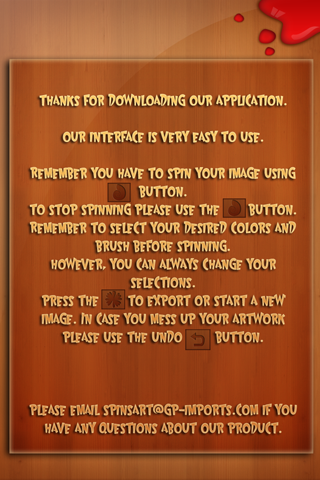 THANKS FOR DOWNLOADING OUR APPLICATION.
OUR INTERFACE IS VERY EASY TO USE.
REMEMBER YOU HAVE TO SPIN YOUR IMAGE USING
BUTTON.
TO STOP SPINNING PLEASE USE THE BUTTON.
REMEMBER TO SELECT YOUR DESIRED COLORS AND
BRUSH BEFORE SPINNING.
HOWEVER, YOU CAN ALWAYS CHANGE YOUR
SELECTIONS.
PRESS THE TO EXPORT OR START A NEW
IMAGE. IN CASE YOU MESS UP YOUR ARTWORK
PLEASE USE THE UNDO BUTTON.
PLEASE EMAIL SPINSART@GP-IMPORTS.COM IF YOU
HAVE ANY QUESTIONS ABOUT OUR PRODUCT.